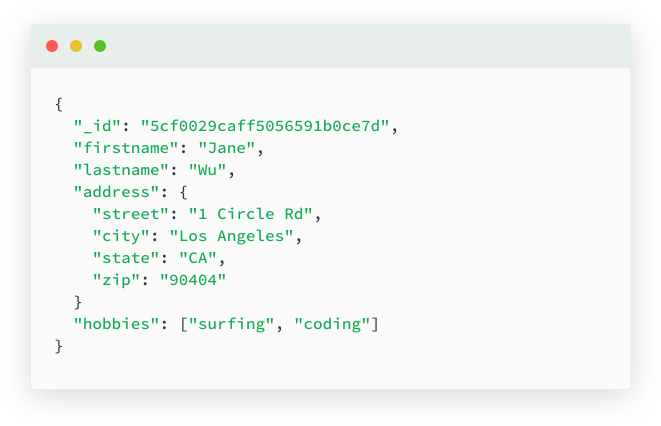 {
  "_id": "5cf0029caff5056591b0ce7d",
  "firstname": "Jane",
  "lastname": "Wu",
  "address": {
    "street": "1 Circle Rd",
    "city": "Los Angeles",
    "state": "CA",
    "zip": "90404"
  }
  "hobbies": ["surfing", "coding"]
}